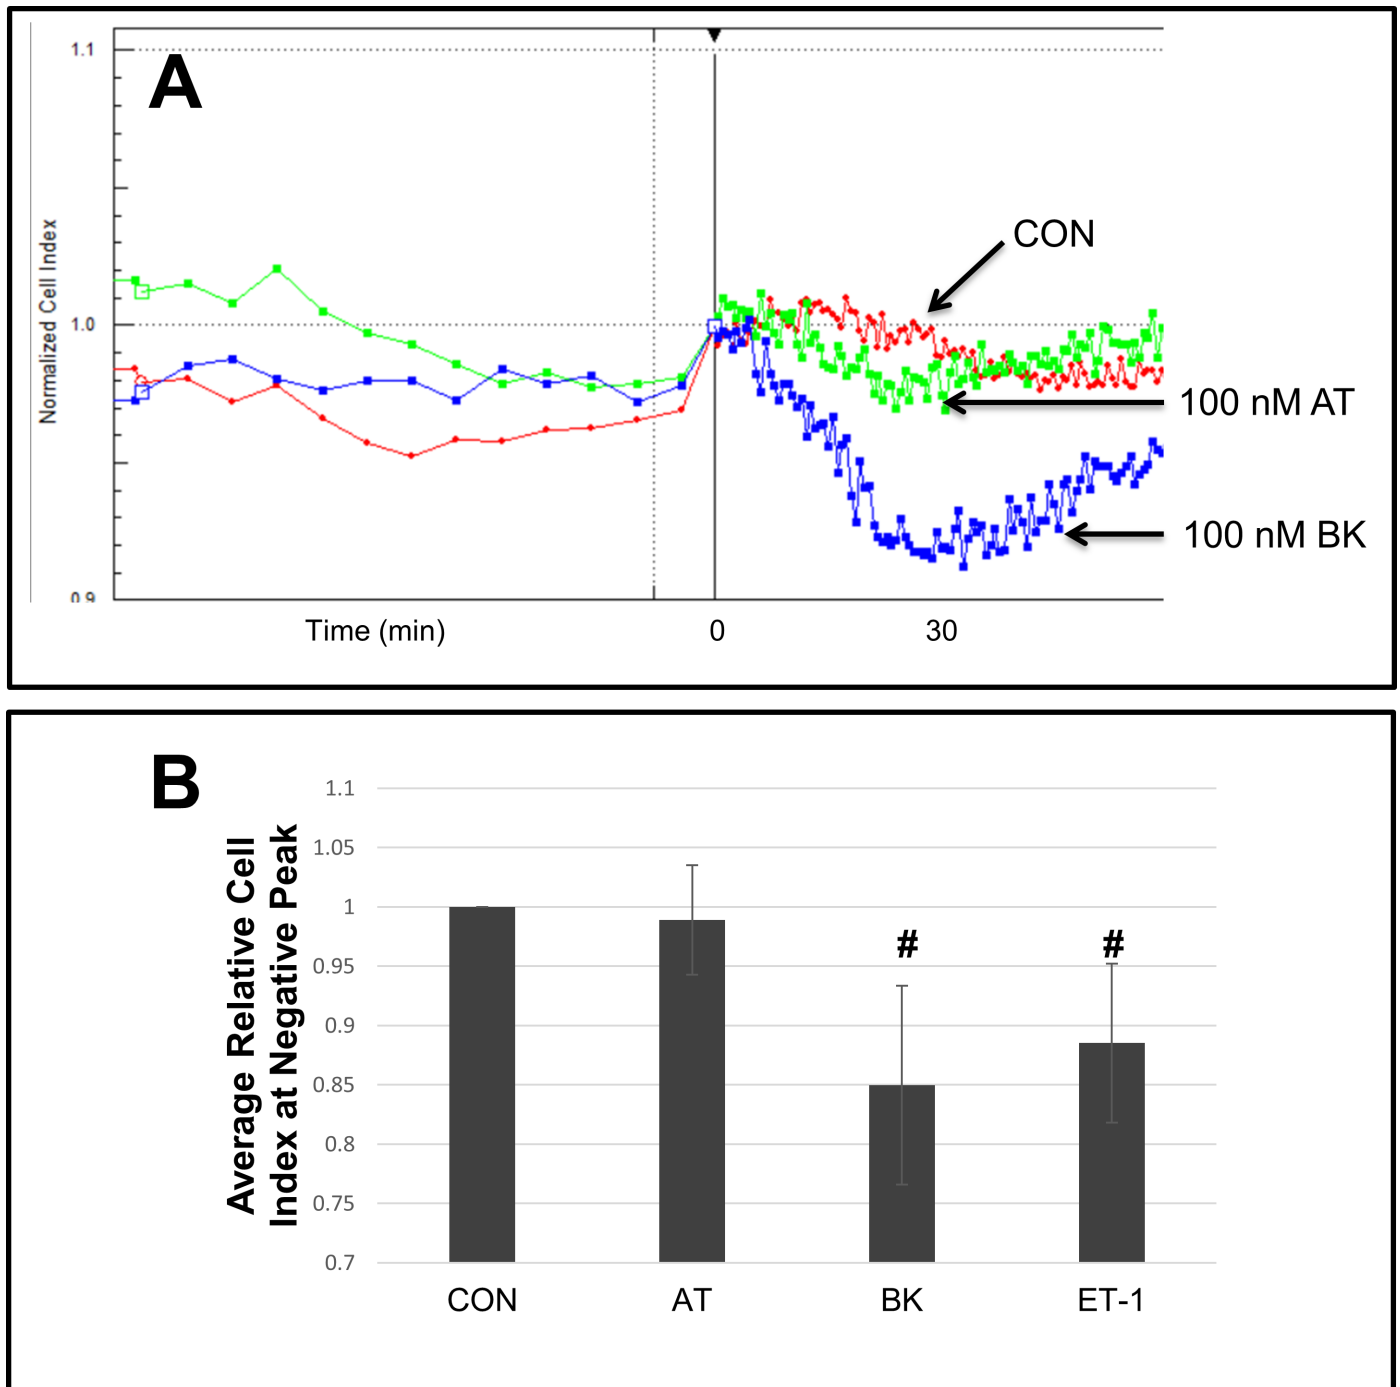 A
1.1
1.0
0.9
Normalized Cell Index
CON
100 nM AT
100 nM BK
Time (min)
0
30
B
Average Relative Cell
Index at Negative Peak
1.1
1.05
1
0.95
0.9
0.85
0.8
0.75
0.7
#
#
CON
AT
BK
ET-1